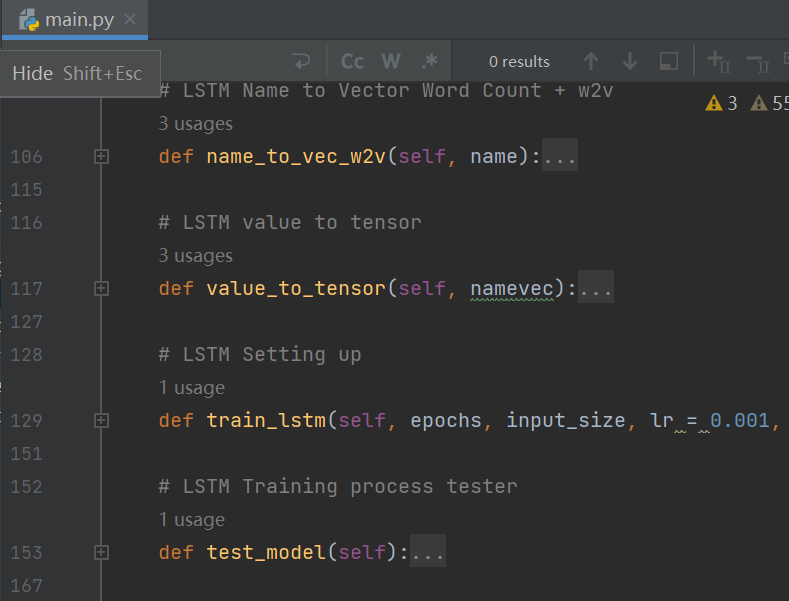 main.py
Hide Shift+Esc
Cc W .* 0 results
# LSTM Name to Vector Word Count + w2v
3 55
3 usages
106 def name_to_vec_w2v(self, name):...
115
116 # LSTM value to tensor
3 usages
117 def value_to_tensor(self, namevec):...
127
128 # LSTM Setting up
1 usage
129 def train_lstm(self, epochs, input_size, lr = 0.001,
151
152 # LSTM Training process tester
1 usage
153 def test_model(self):...
167